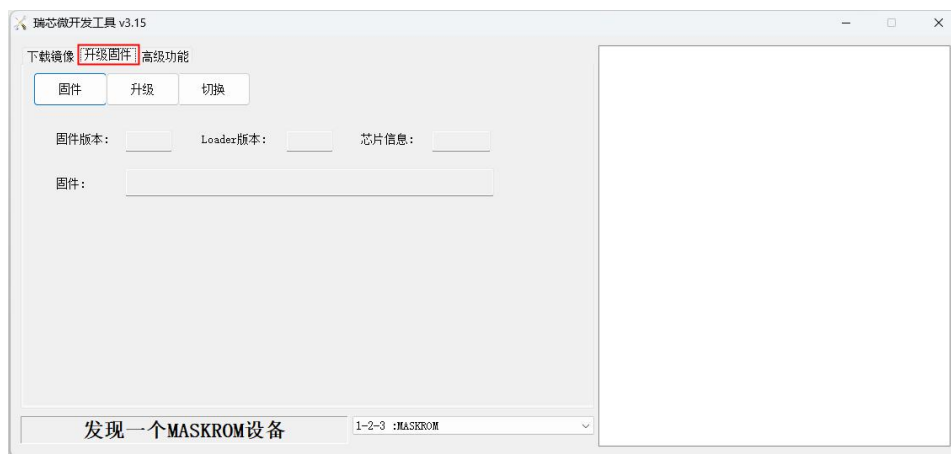 瑞芯微开发工具 v3.15
下载镜像 升级固件 高级功能
固件 升级 切换
固件版本: Loader版本: 芯片信息:
固件:
发现一个MASKROM设备 1-2-3 :MASKROM